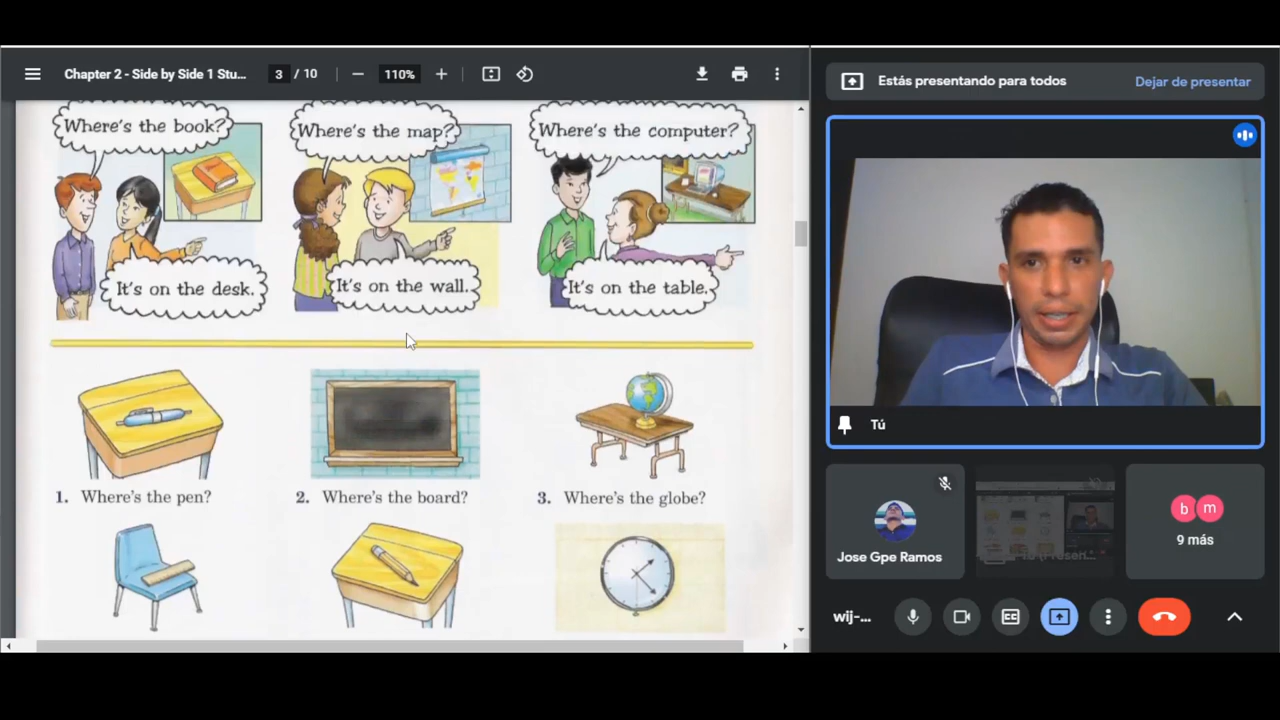 Chapter 2 - Side by Side 1 Stu...
3 / 10
110%
Where's the book?
Where's the map?
Where's the computer?
It's on the desk.
It's on the wall.
It's on the table.
1. Where's the pen?
2. Where's the board?
3. Where's the globe?
Estás presentando para todos
Dejar de presentar
Tú
Jose Gpe Ramos
b
m
9 más
wij-...